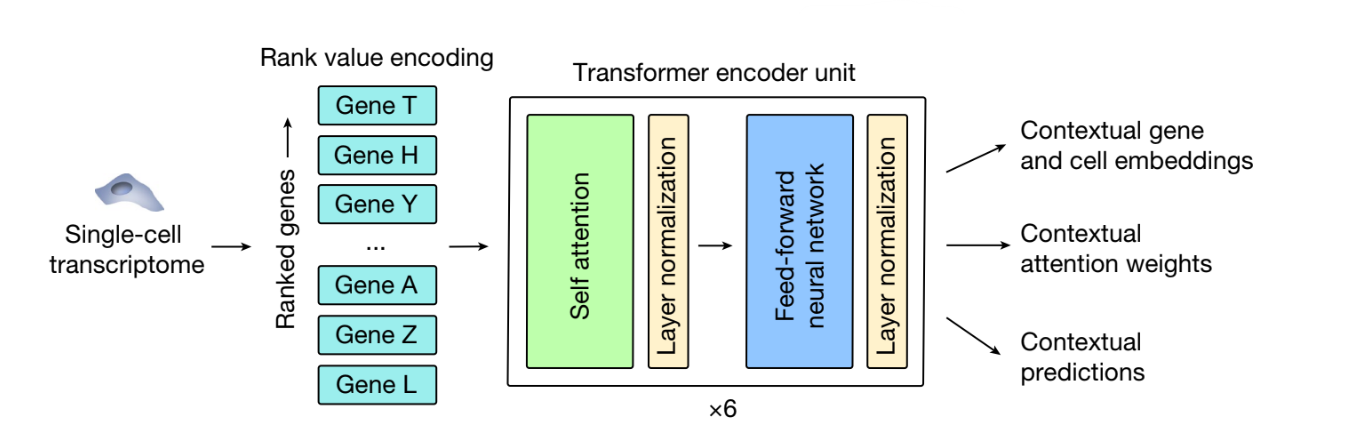 Rank value encoding
Transformer encoder unit
Single-cell
transcriptome
Ranked genes
Gene T
Gene H
Gene Y
...
Gene A
Gene Z
Gene L
Self attention
Layer normalization
Feed-forward
neural network
Layer normalization
×6
Contextual gene
and cell embeddings
Contextual
attention weights
Contextual
predictions